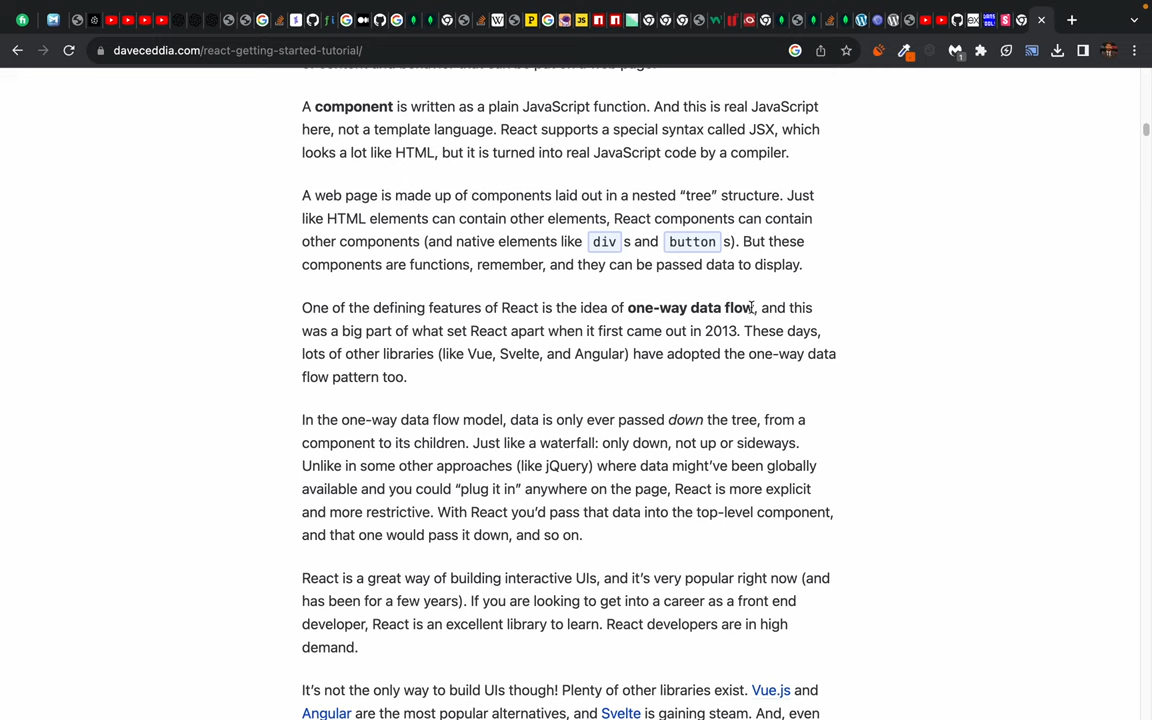 daveceddia.com/react-getting-started-tutorial/
A component is written as a plain JavaScript function. And this is real JavaScript
here, not a template language. React supports a special syntax called JSX, which
looks a lot like HTML, but it is turned into real JavaScript code by a compiler.
A web page is made up of components laid out in a nested “tree” structure. Just
like HTML elements can contain other elements, React components can contain
other components (and native elements like div s and button s). But these
components are functions, remember, and they can be passed data to display.
One of the defining features of React is the idea of one-way data flow, and this
was a big part of what set React apart when it first came out in 2013. These days,
lots of other libraries (like Vue, Svelte, and Angular) have adopted the one-way data
flow pattern too.
In the one-way data flow model, data is only ever passed down the tree, from a
component to its children. Just like a waterfall: only down, not up or sideways.
Unlike in some other approaches (like jQuery) where data might’ve been globally
available and you could “plug it in” anywhere on the page, React is more explicit
and more restrictive. With React you’d pass that data into the top-level component,
and that one would pass it down, and so on.
React is a great way of building interactive UIs, and it’s very popular right now (and
has been for a few years). If you are looking to get into a career as a front end
developer, React is an excellent library to learn. React developers are in high
demand.
It’s not the only way to build UIs though! Plenty of other libraries exist. Vue.js and
Angular are the most popular alternatives, and Svelte is gaining steam. And, even